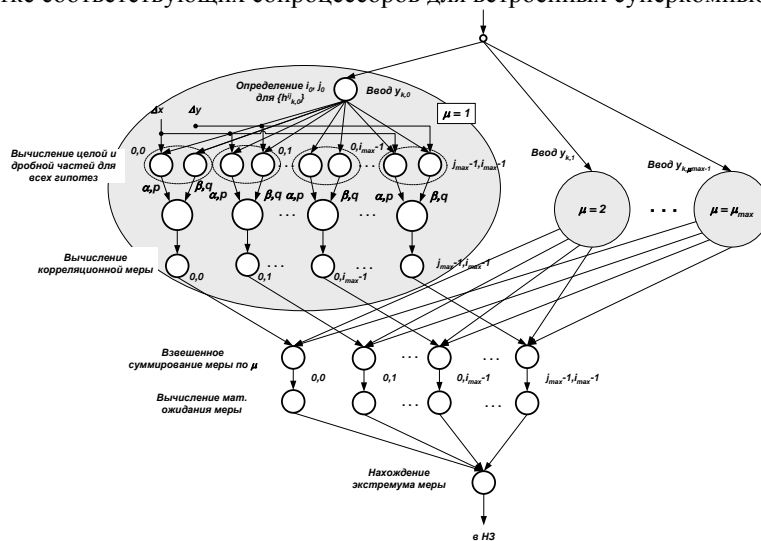 соответствующих сопроцессоров для встроенных
Определение i0, j0
для {h^ij_k,0}
Ввод yk,0
μ = 1
Δx Δy
0,0 0,1 0,imax-1 jmax-1,imax-1
Вычисление целой и
дробной частей для
всех гипотез
Ввод yk,1
Ввод yk,μmax-1
α,p β,q α,p β,q α,p β,q α,p β,q
. . . . . .
μ = 2 . . . μ = μmax
Вычисление
корреляционной меры
0,0 0,1 0,imax-1 jmax-1,imax-1
Взвешенное
суммирование меры по μ
0,0 0,1 0,imax-1 jmax-1,imax-1
Вычисление мат.
ожидания меры
Нахождение
экстремума меры
в НЗ